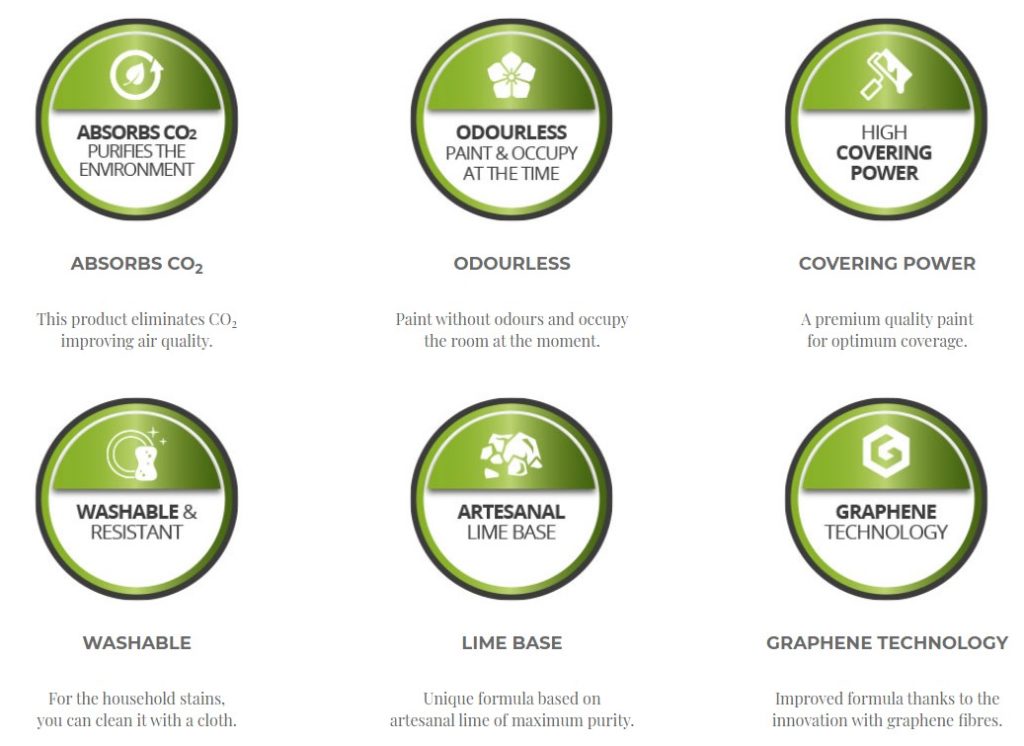 ABSORBS CO2
PURIFIES THE
ENVIRONMENT
ABSORBS CO₂
This product eliminates CO₂
improving air quality.
ODOURLESS
PAINT & OCCUPY
AT THE TIME
ODOURLESS
Paint without odours and occupy
the room at the moment.
HIGH
COVERING
POWER
COVERING POWER
A premium quality paint
for optimum coverage.
WASHABLE &
RESISTANT
WASHABLE
For the household stains,
you can clean it with a cloth.
ARTESANAL
LIME BASE
LIME BASE
Unique formula based on
artesanal lime of maximum purity.
GRAPHENE
TECHNOLOGY
GRAPHENE TECHNOLOGY
Improved formula thanks to the
innovation with graphene fibres.